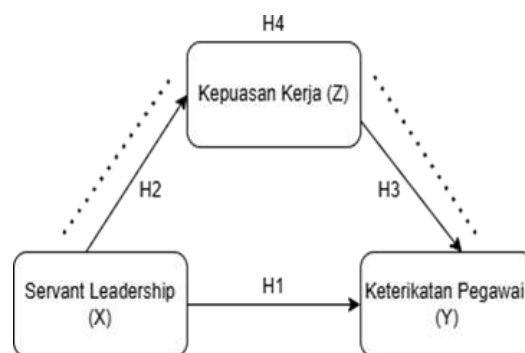 H4
Kepuasan Kerja (Z)
H2
H3
Servant Leadership
(X)
H1
Keterikatan Pegawai
(Y)